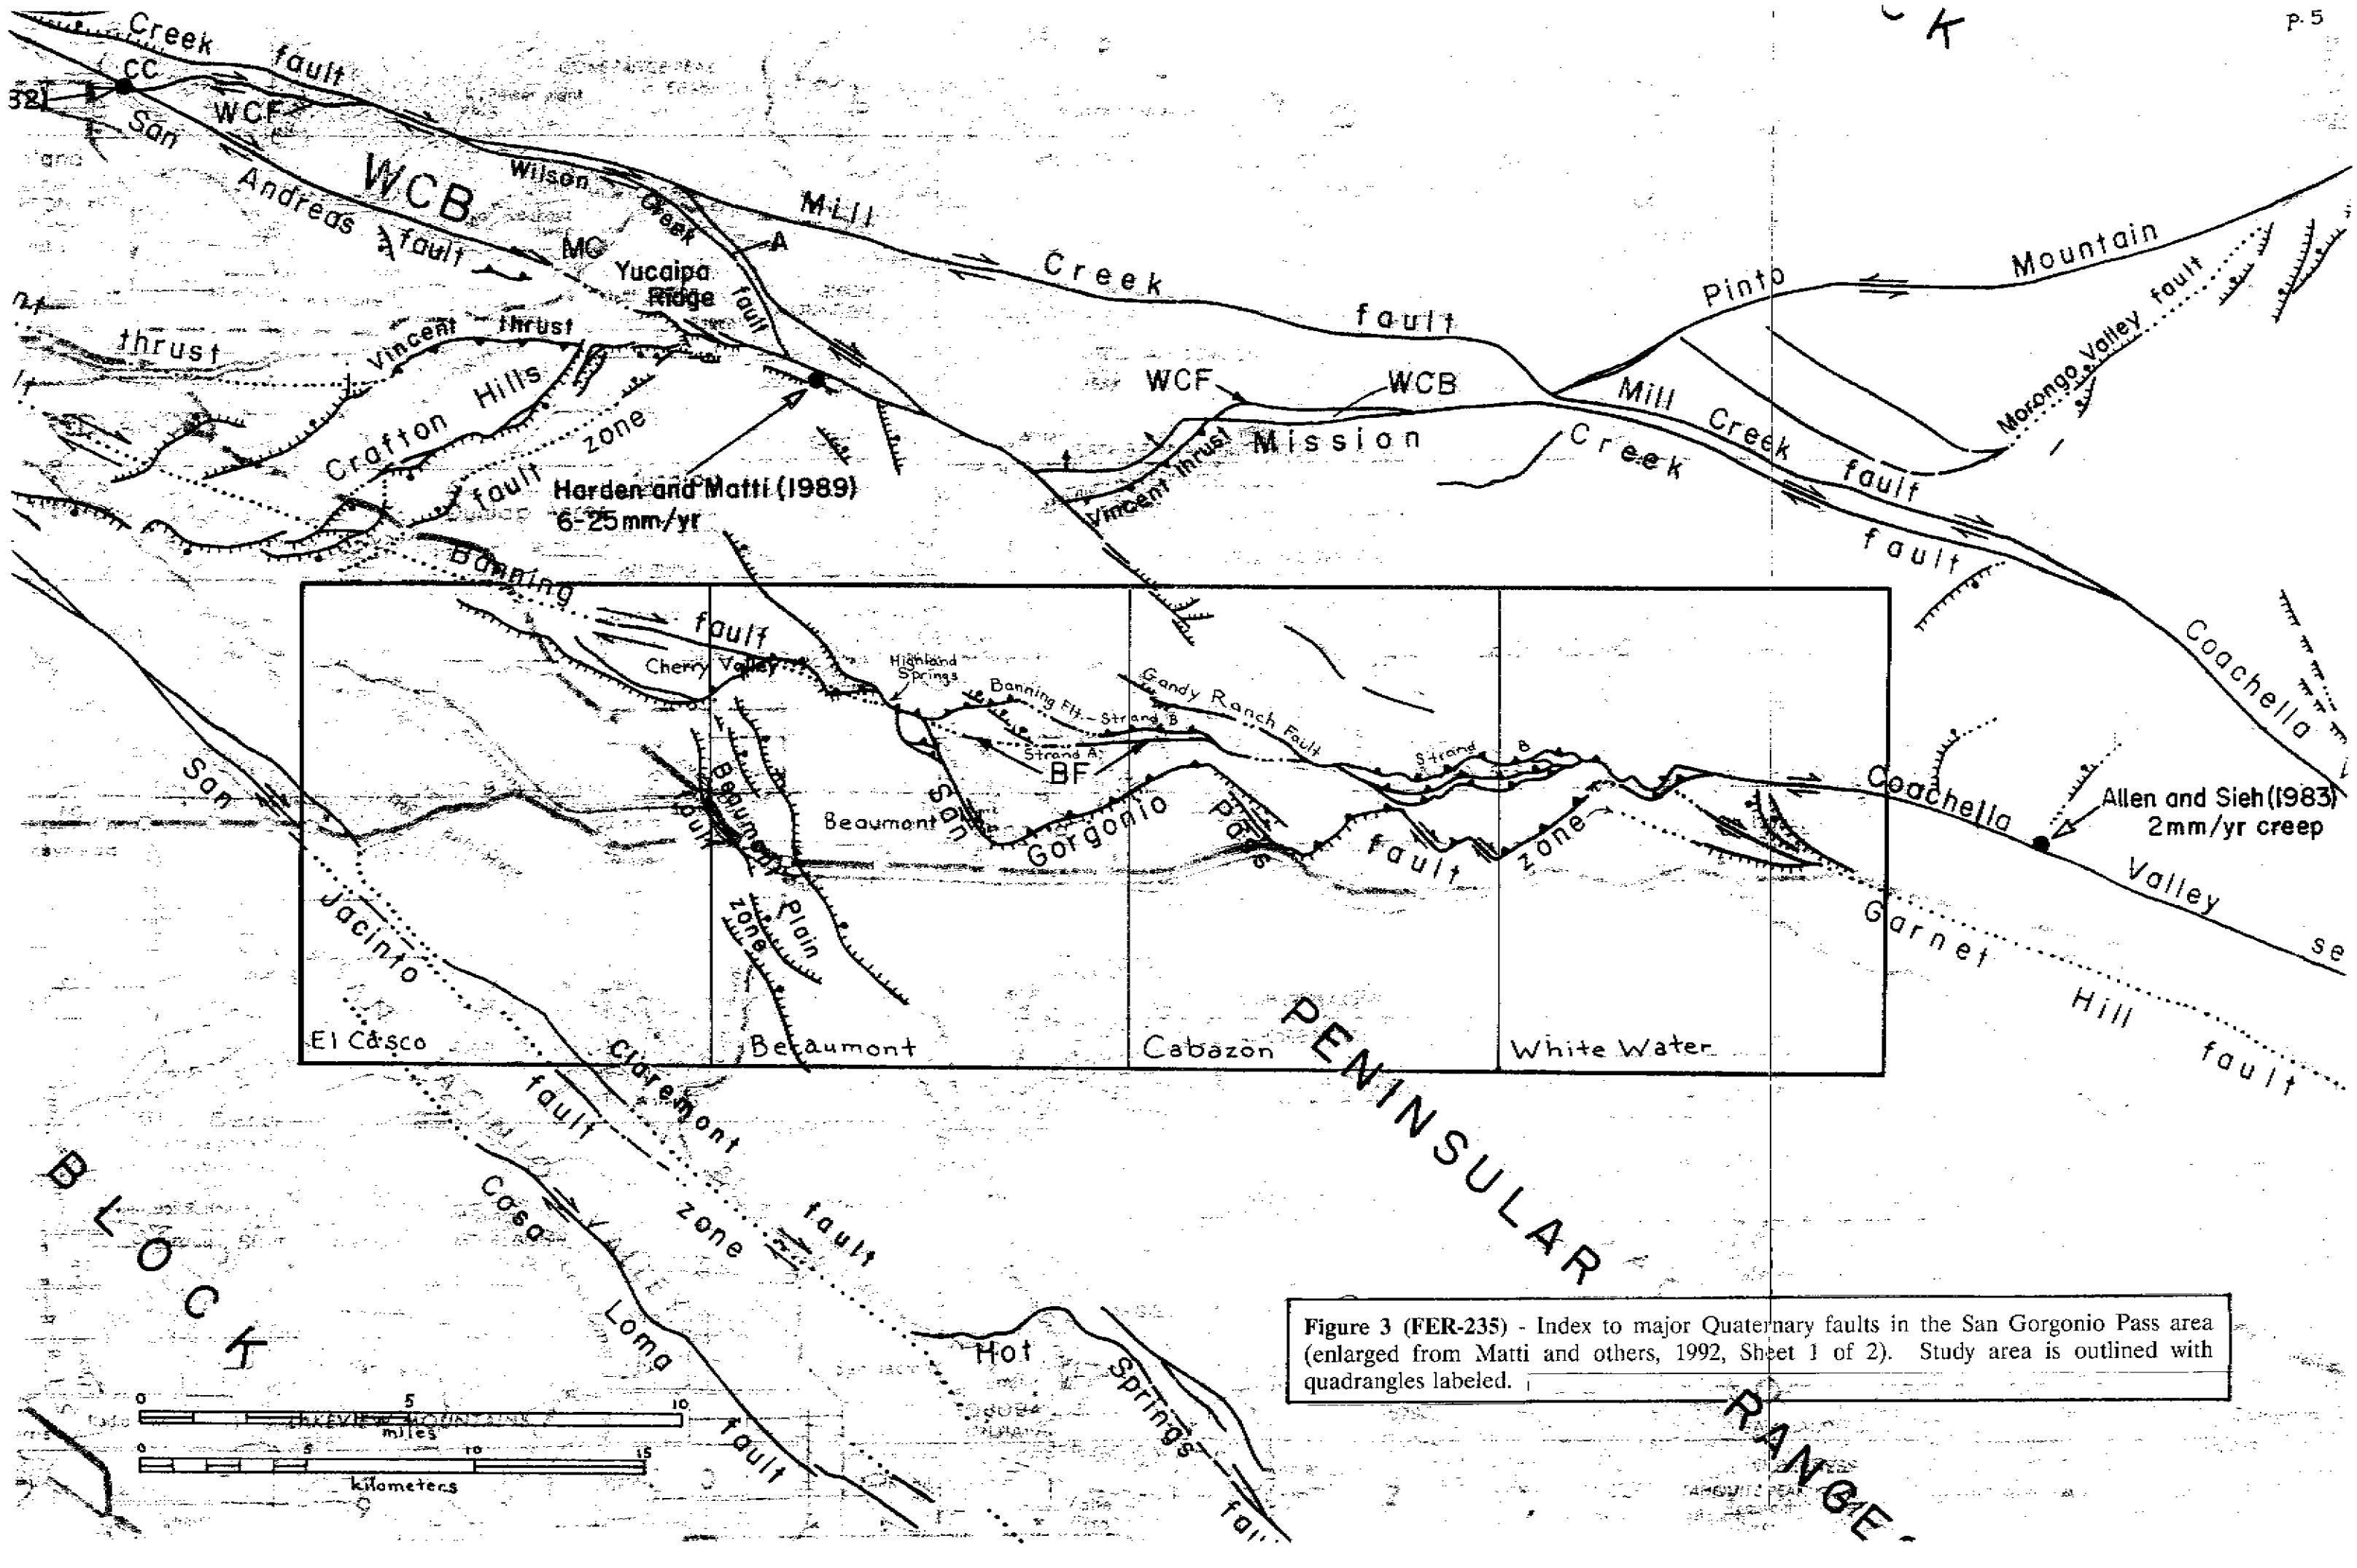 p. 5
CK
Creek
fault
CC
32]
WCF
San
Andreas
fault
WCB
Wilson
Creek
fault
A
MC
Yucaipa
Ridge
Mill
Creek
fault
Pinto
Mountain
Morongo Valley fault
thrust
Vincent thrust
Crafton Hills
fault zone
Harden and Matti (1989)
6-25mm/yr
WCF
WCB
Vincent thrust
Mission
Creek
fault
Mill
Creek
fault
Coachella
Banning
fault
Cherry Valley
Highland
Springs
Banning Flt. - Strand B
Strand A
BF
Gandy Ranch Fault
Strand B
San
Gorgonio
Pass
fault
zone
Beaumont
Beaumont
Plain
fault
zone
Coachella
Valley
se
Allen and Sieh (1983)
2mm/yr creep
Garnet
Hill
fault
San
Jacinto
fault
zone
Claremont
fault
El Casco
Beaumont
Cabazon
White Water
Casa
Loma
fault
Hot
Springs
BLOCK
PENINSULAR
RANGE
0 5 10
LAKEVIEW MOUNTAINS
miles
0 5 10 15
kilometers
Figure 3 (FER-235) - Index to major Quaternary faults in the San Gorgonio Pass area
(enlarged from Matti and others, 1992, Sheet 1 of 2). Study area is outlined with
quadrangles labeled.